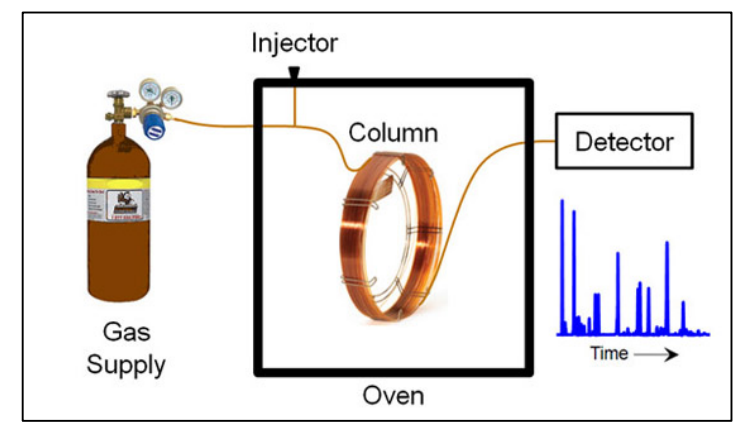 Injector
Column
Detector
Gas
Supply
Time
Oven